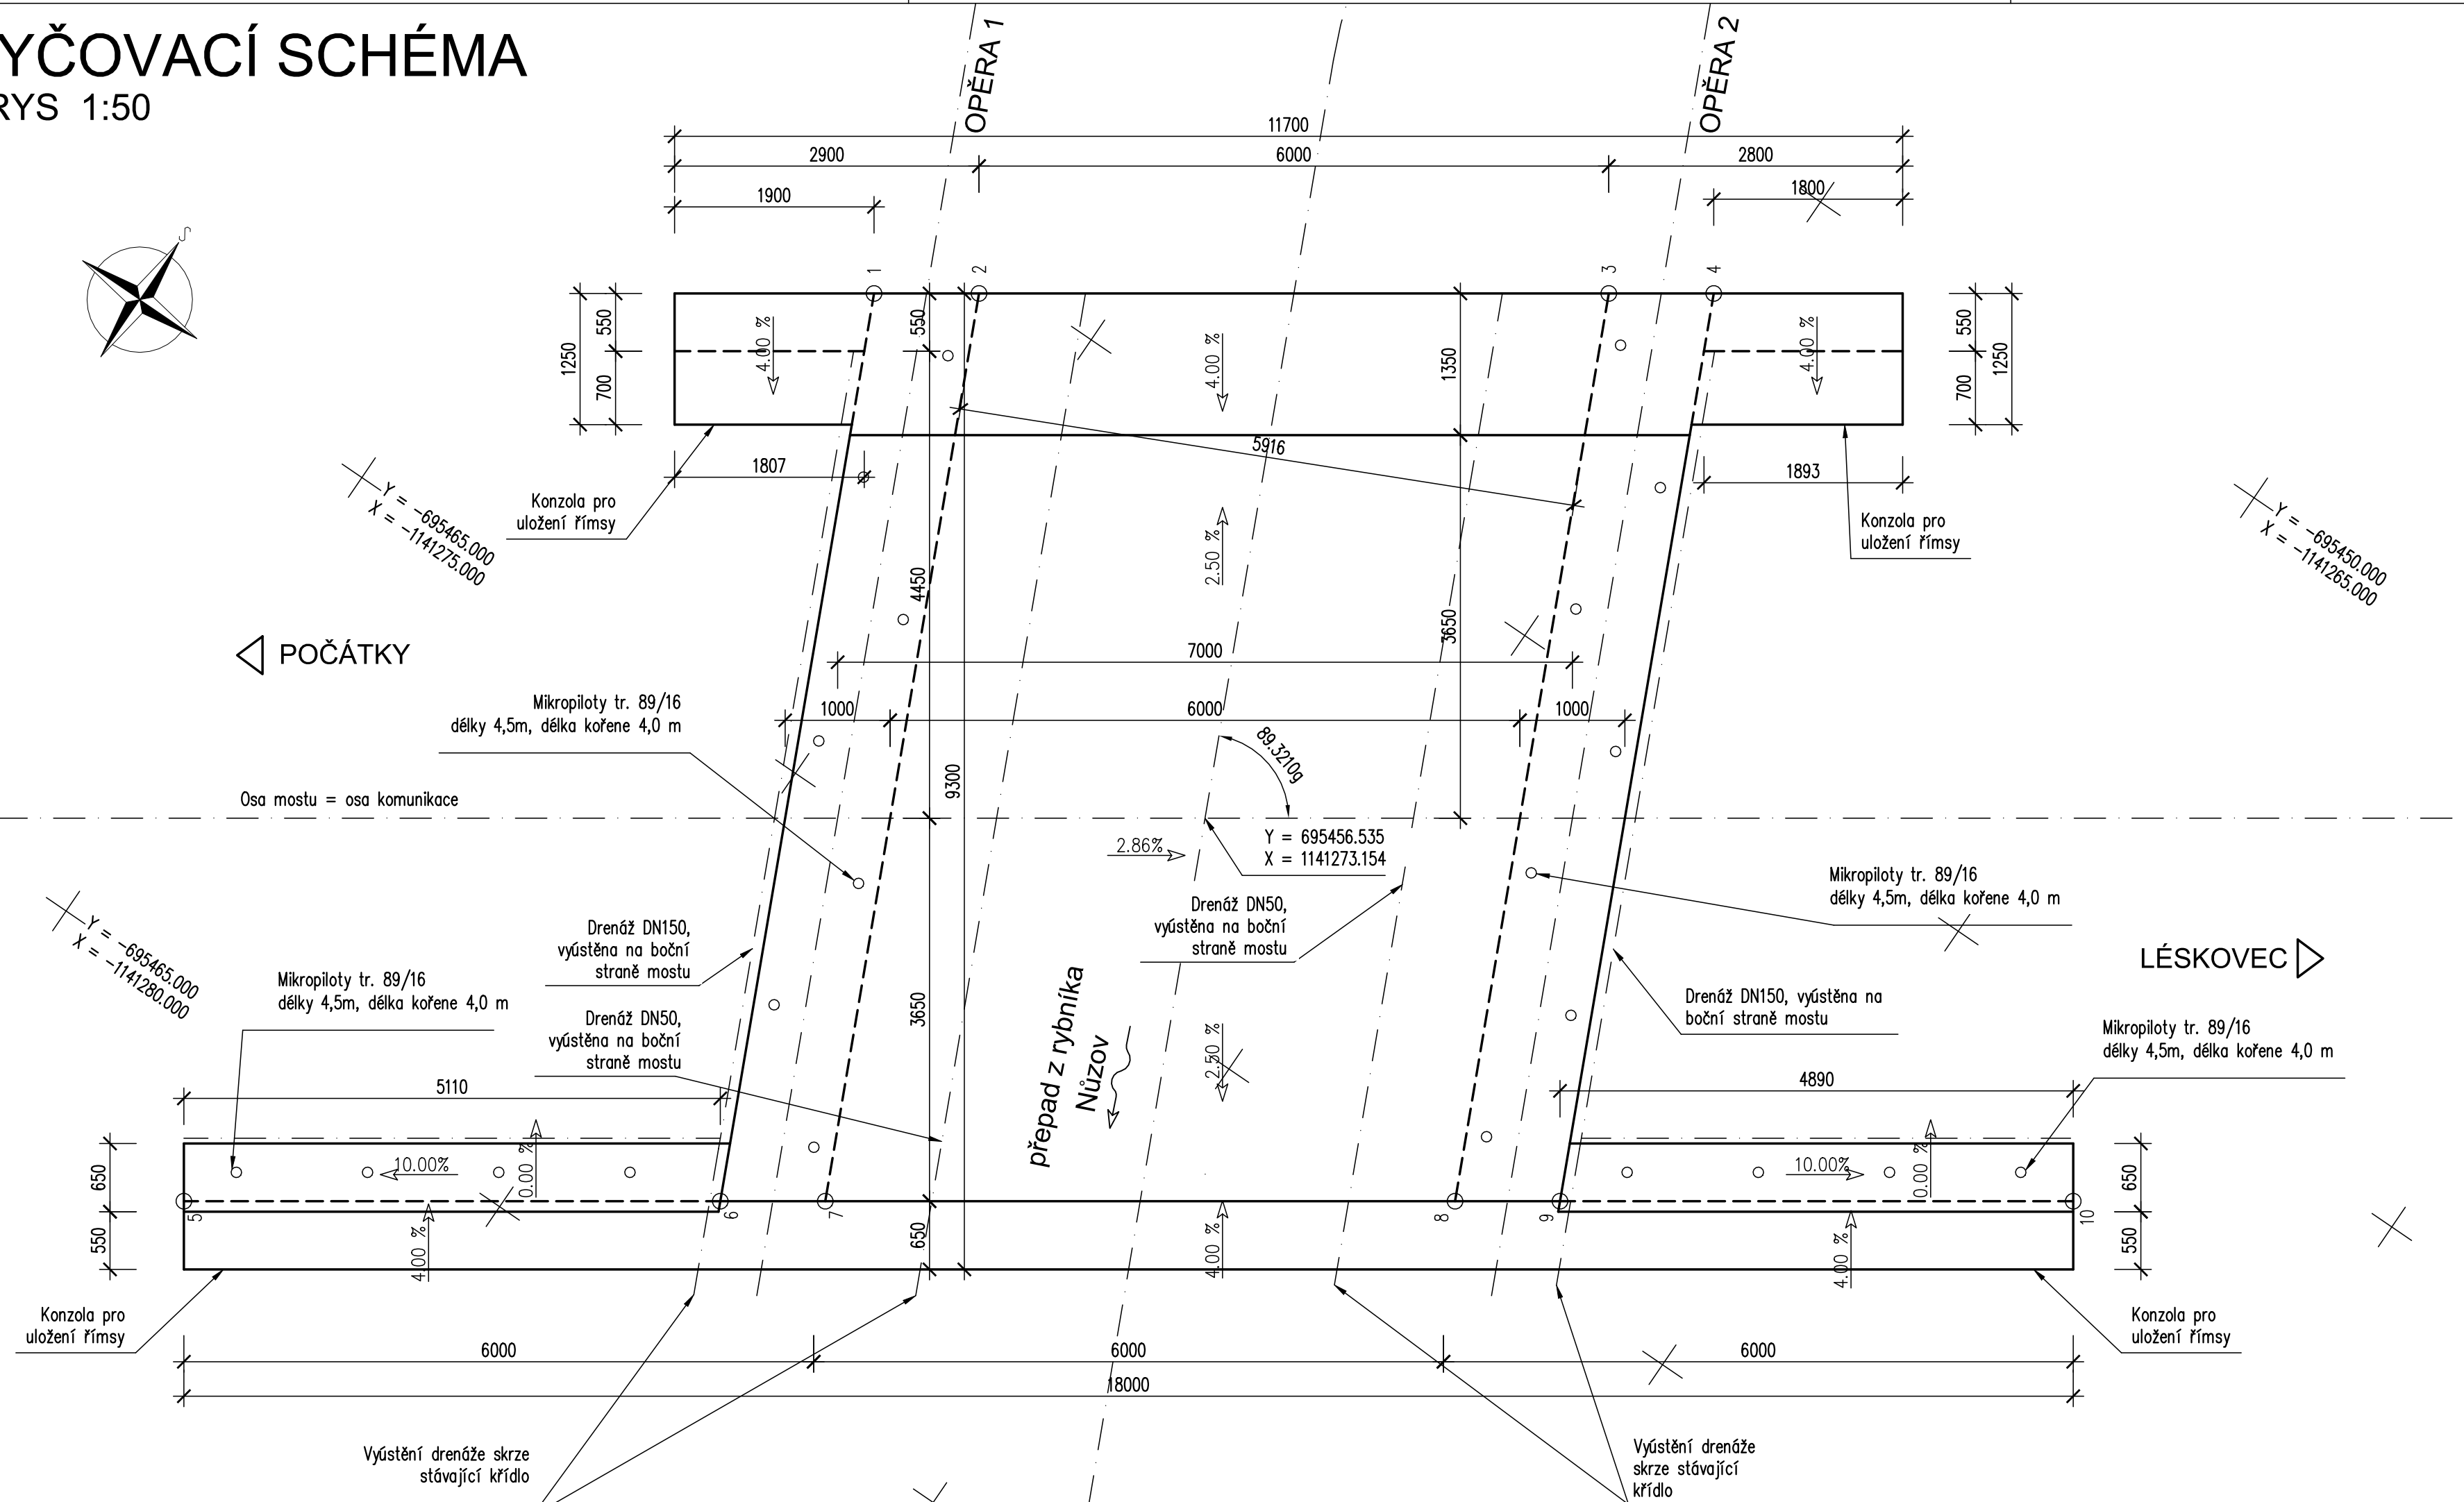 YČOVACÍ SCHÉMA
RYS 1:50
OPĚRA 1
OPĚRA 2
11700
2900
6000
2800
1900
1800
S
1
2
3
4
550
1250
700
4.00 %
550
4.00 %
1350
4.00 %
550
1250
700
5916
1807
1893
Konzola pro
uložení římsy
Konzola pro
uložení římsy
Y = -695465.000
X = -1141275.000
Y = -695450.000
X = -1141265.000
2.50 %
4450
3650
POČÁTKY
7000
Mikropiloty tr. 89/16
délky 4,5m, délka kořene 4,0 m
1000
6000
1000
89.3210g
9300
Osa mostu = osa komunikace
Y = 695456.535
X = 1141273.154
2.86%
Mikropiloty tr. 89/16
délky 4,5m, délka kořene 4,0 m
Drenáž DN50,
vyústěna na boční
straně mostu
Drenáž DN150,
vyústěna na boční
straně mostu
Y = -695465.000
X = -1141280.000
LÉSKOVEC
Mikropiloty tr. 89/16
délky 4,5m, délka kořene 4,0 m
Drenáž DN150, vyústěna na
boční straně mostu
3650
Drenáž DN50,
vyústěna na boční
straně mostu
přepad z rybníka
Nůzov
Mikropiloty tr. 89/16
délky 4,5m, délka kořene 4,0 m
2.50 %
5110
4890
650
10.00%
0.00 %
10.00%
0.00 %
650
5
6
7
8
9
10
550
4.00 %
650
4.00 %
4.00 %
550
Konzola pro
uložení římsy
Konzola pro
uložení římsy
6000
6000
6000
18000
Vyústění drenáže skrze
stávající křídlo
Vyústění drenáže
skrze stávající
křídlo